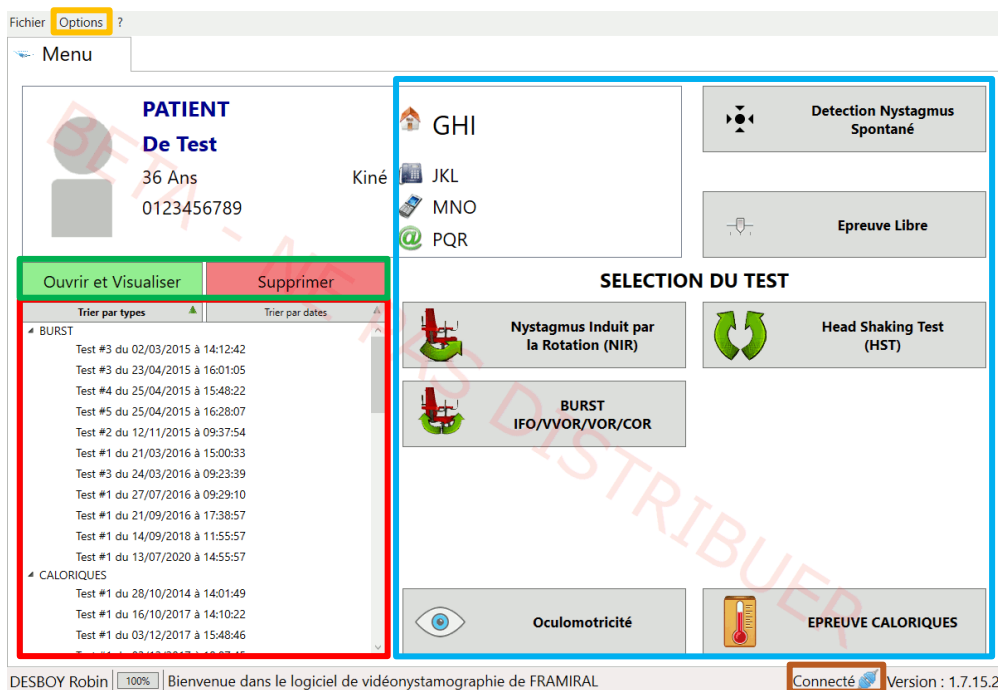 Fichier Options ?
Menu
PATIENT
De Test
36 Ans Kiné
0123456789
GHI
JKL
MNO
PQR
Detection Nystagmus
Spontané
Epreuve Libre
Ouvrir et Visualiser Supprimer
SELECTION DU TEST
Trier par types Trier par dates
BURST
Test #3 du 02/03/2015 à 14:12:42
Test #3 du 23/04/2015 à 16:01:05
Test #4 du 25/04/2015 à 15:48:22
Test #5 du 25/04/2015 à 16:28:07
Test #2 du 12/11/2015 à 09:37:54
Test #1 du 21/03/2016 à 15:00:33
Test #3 du 24/03/2016 à 09:23:39
Test #1 du 27/07/2016 à 09:29:10
Test #1 du 21/09/2016 à 17:38:57
Test #1 du 14/09/2018 à 11:55:57
Test #1 du 13/07/2020 à 14:55:57
CALORIQUES
Test #1 du 28/10/2014 à 14:01:49
Test #1 du 16/10/2017 à 14:10:22
Test #1 du 03/12/2017 à 15:48:46
Nystagmus Induit par
la Rotation (NIR)
Head Shaking Test
(HST)
BURST
IFO/VVOR/VOR/COR
Oculomotricité
EPREUVE CALORIQUES
BETA - NE PAS DISTRIBUER
DESBOY Robin 100% Bienvenue dans le logiciel de vidéonystamographie de FRAMIRAL Connecté Version : 1.7.15.2